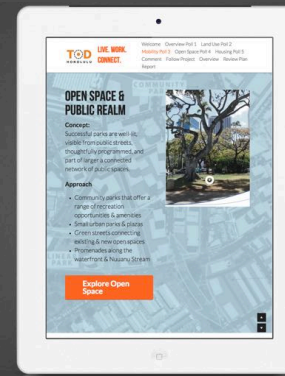 TOD
HONOLULU
LIVE. WORK.
CONNECT.
Welcome Overview Poll 1 Land Use Poll 2
Mobility Poll 3 Open Space Poll 4 Housing Poll 5
Comment Follow Project Overview Review Plan
Report
COMMUNITY
PARK
OPEN SPACE &
PUBLIC REALM
Concept:
Successful parks are well-lit,
visible from public streets,
thoughtfully programmed, and
part of larger a connected
network of public spaces.
Approach
• Community parks that offer a
range of recreation
opportunities & amenities
• Small urban parks & plazas
• Green streets connecting
existing & new open spaces
• Promenades along the
waterfront & Nuuanu Stream
PARK
Explore Open
Space